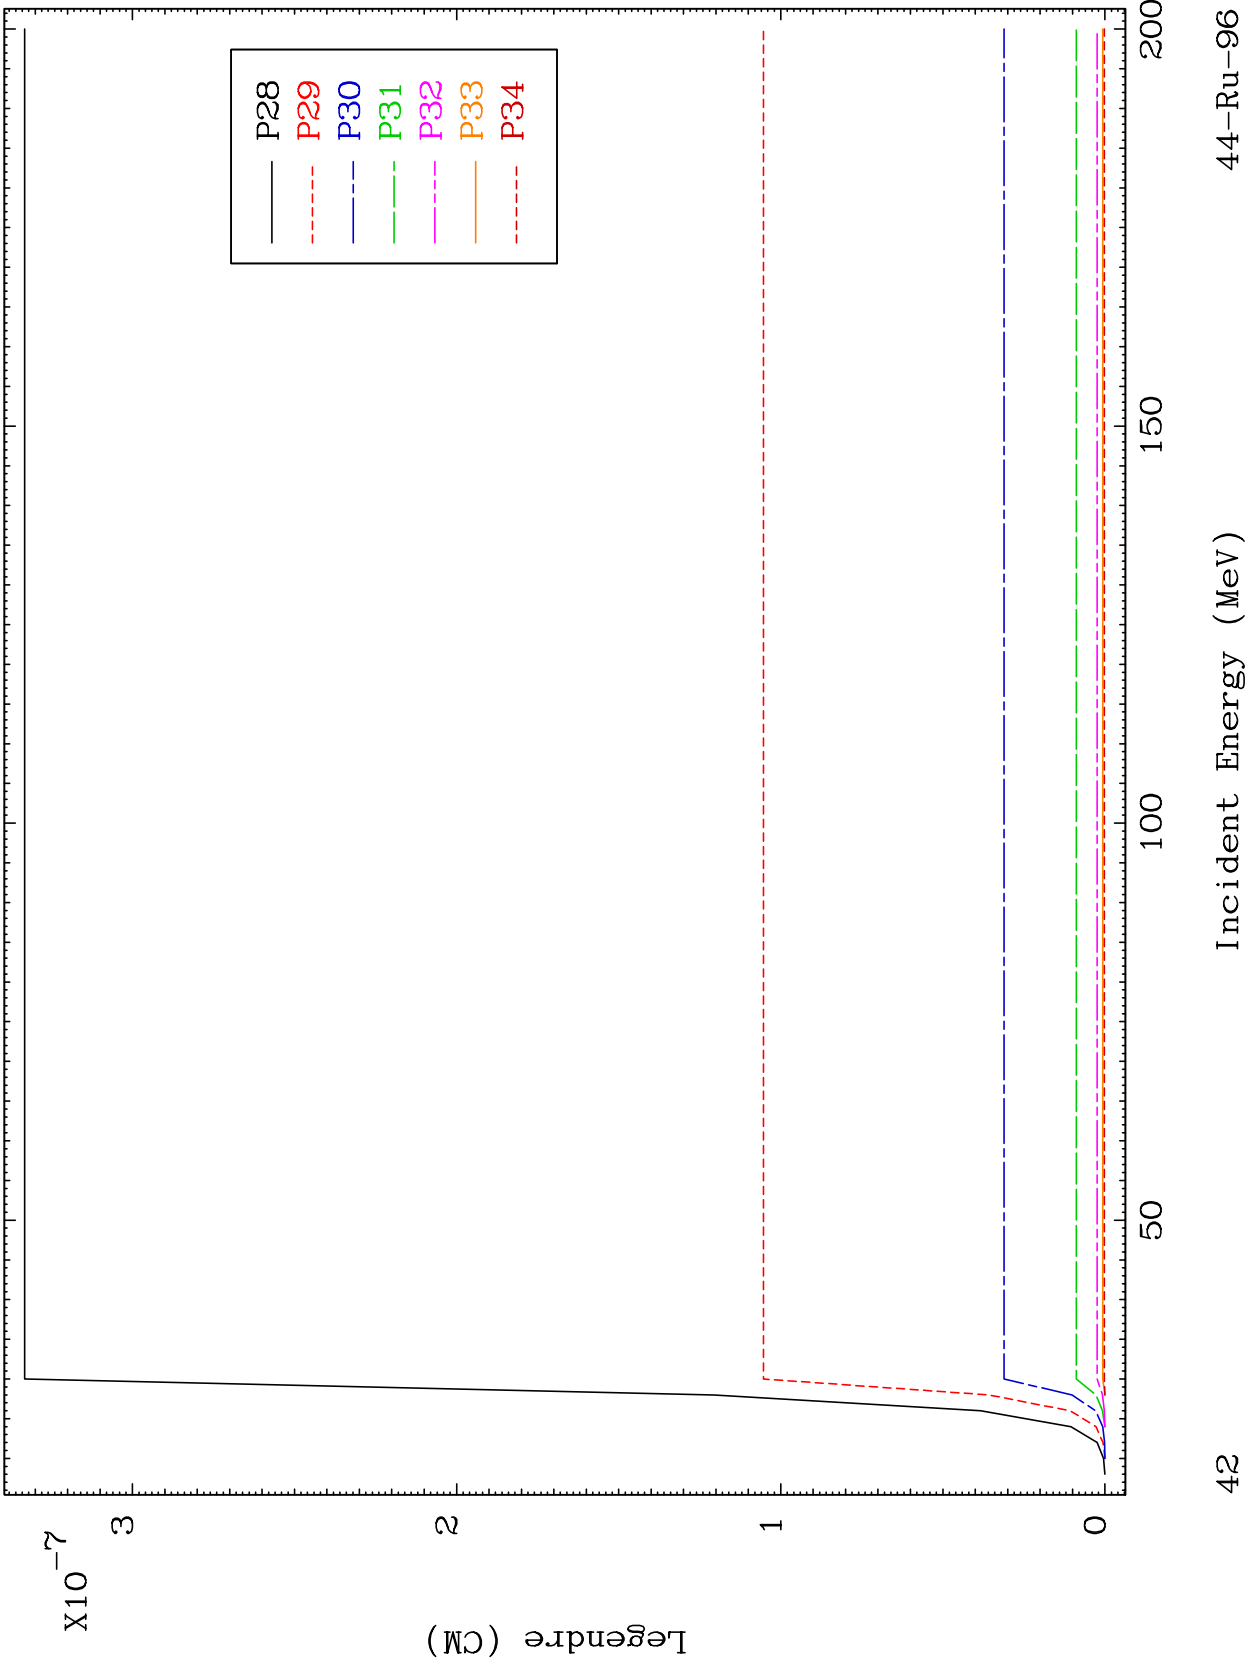 X10-7
3
2
1
0
Legendre (CM)
P28
P29
P30
P31
P32
P33
P34
50
100
150
200
Incident Energy (MeV)
42
44-Ru-96